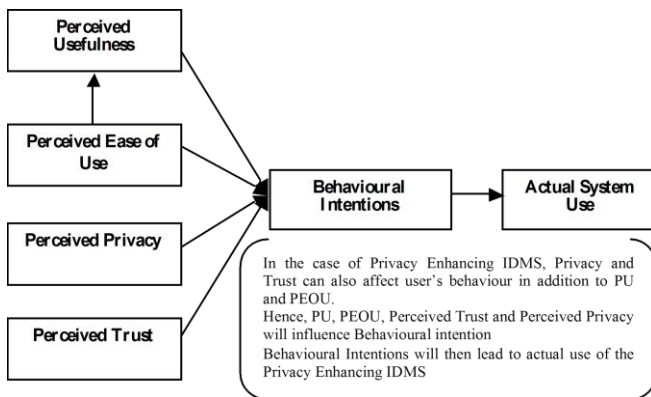 Perceived
Usefulness
Perceived Ease of
Use
Perceived Privacy
Perceived Trust
Behavioural
Intentions
Actual System
Use
In the case of Privacy Enhancing IDMS, Privacy and
Trust can also affect user's behaviour in addition to PU
and PEOU.
Hence, PU, PEOU, Perceived Trust and Perceived Privacy
will influence Behavioural intention
Behavioural Intentions will then lead to actual use of the
Privacy Enhancing IDMS